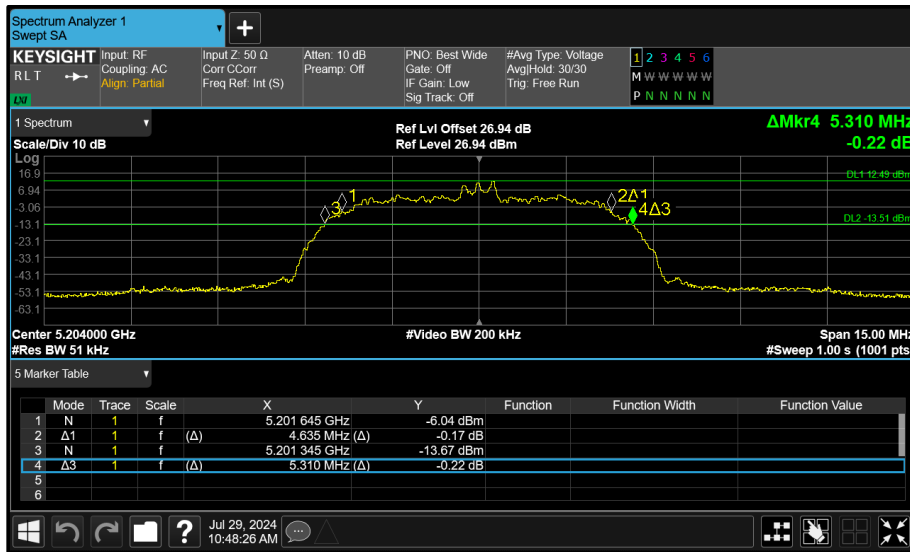 Spectrum Analyzer 1
Swept SA
+
KEYSIGHT
RLT
LXI
Input: RF
Coupling: AC
Align: Partial
Input Z: 50 Ω
Corr CCorr
Freq Ref: Int (S)
Atten: 10 dB
Preamp: Off
PNO: Best Wide
Gate: Off
IF Gain: Low
Sig Track: Off
#Avg Type: Voltage
Avg|Hold: 30/30
Trig: Free Run
1 2 3 4 5 6
M W W W W W
P N N N N N
1 Spectrum
Scale/Div 10 dB
Ref Lvl Offset 26.94 dB
Ref Level 26.94 dBm
ΔMkr4 5.310 MHz
-0.22 dB
Log
16.9
6.94
-3.06
-13.1
-23.1
-33.1
-43.1
-53.1
-63.1
DL1 12.49 dBm
DL2 -13.51 dBm
3
1
2Δ1
4Δ3
Center 5.204000 GHz
#Res BW 51 kHz
#Video BW 200 kHz
Span 15.00 MHz
#Sweep 1.00 s (1001 pts
5 Marker Table
Mode Trace Scale X Y Function Function Width Function Value
1 N 1 f 5.201 645 GHz -6.04 dBm
2 Δ1 1 f (Δ) 4.635 MHz (Δ) -0.17 dB
3 N 1 f 5.201 345 GHz -13.67 dBm
4 Δ3 1 f (Δ) 5.310 MHz (Δ) -0.22 dB
5
6
?
Jul 29, 2024
10:48:26 AM